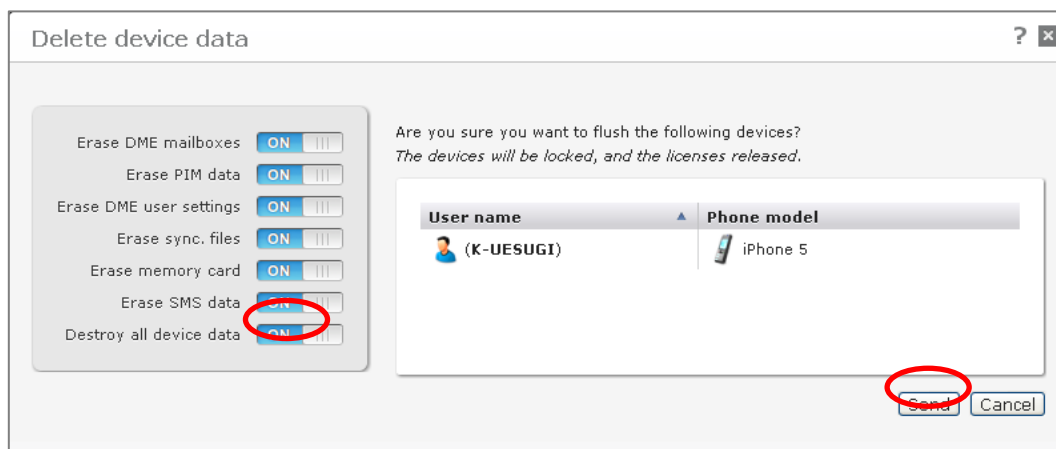 Delete device data ?
Erase DME mailboxes ON
Erase PIM data ON
Erase DME user settings ON
Erase sync. files ON
Erase memory card ON
Erase SMS data ON
Destroy all device data ON
Are you sure you want to flush the following devices?
The devices will be locked, and the licenses released.
User name Phone model
(K-UESUGI) iPhone 5
Send Cancel